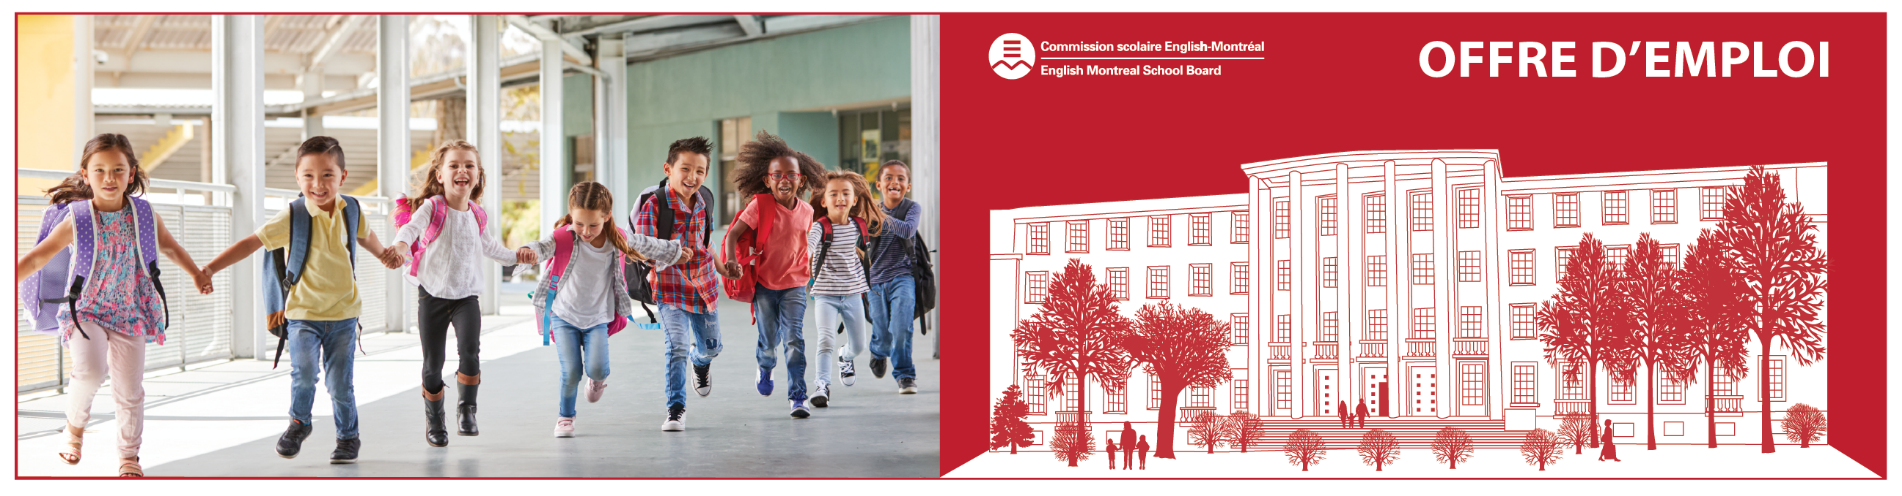 Commission scolaire English-Montréal
English Montreal School Board
OFFRE D'EMPLOI